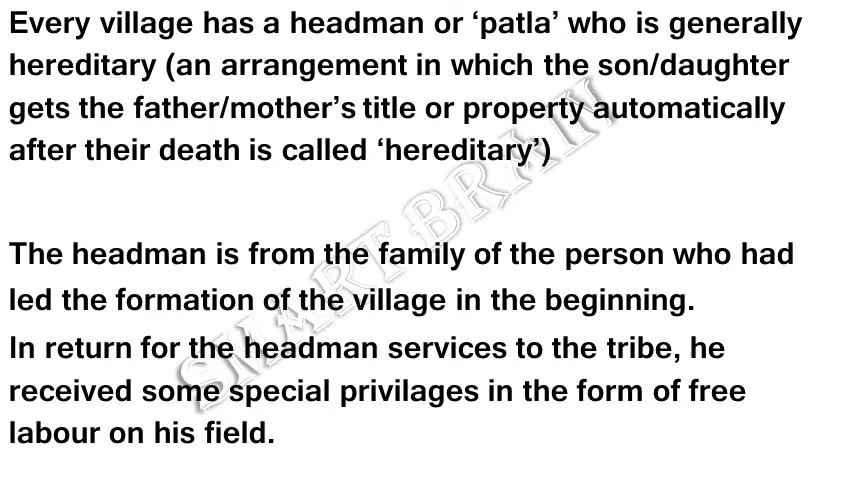 Every village has a headman or ‘patla’ who is generally
hereditary (an arrangement in which the son/daughter
gets the father/mother’s title or property automatically
after their death is called ‘hereditary’)
The headman is from the family of the person who had
led the formation of the village in the beginning.
In return for the headman services to the tribe, he
received some special privilages in the form of free
labour on his field.
SMART BRAIN